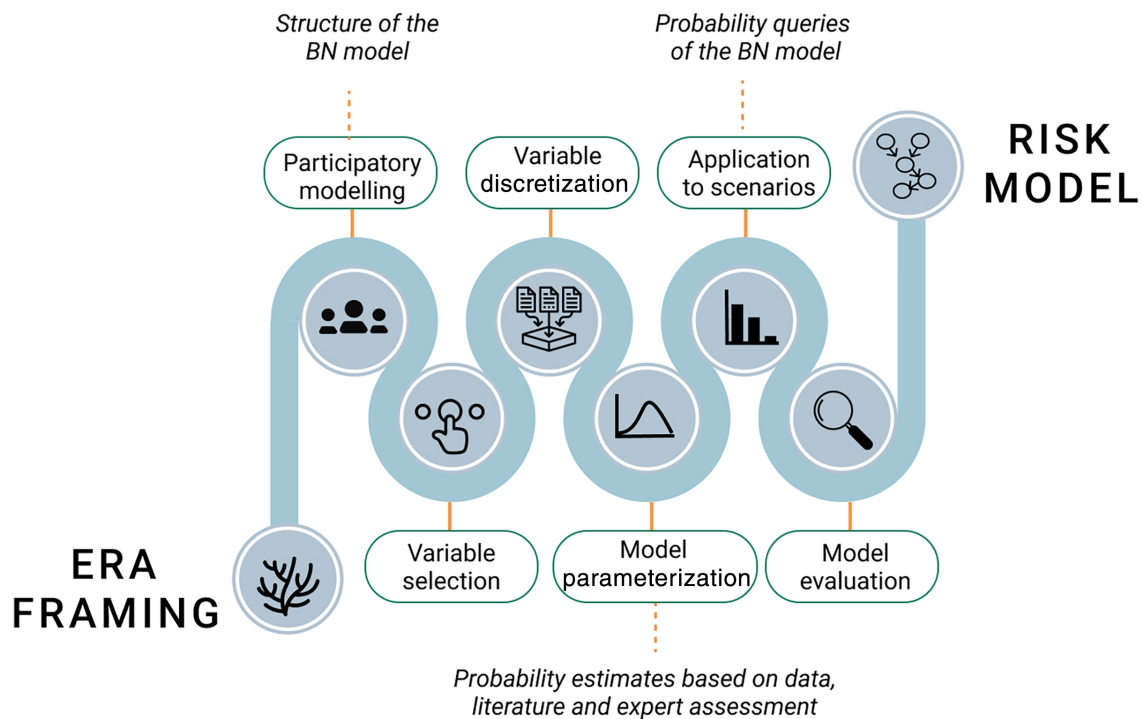 Structure of the
BN model
Probability queries
of the BN model
Participatory
modelling
Variable
discretization
Application
to scenarios
RISK
MODEL
ERA
FRAMING
Variable
selection
Model
parameterization
Model
evaluation
Probability estimates based on data,
literature and expert assessment